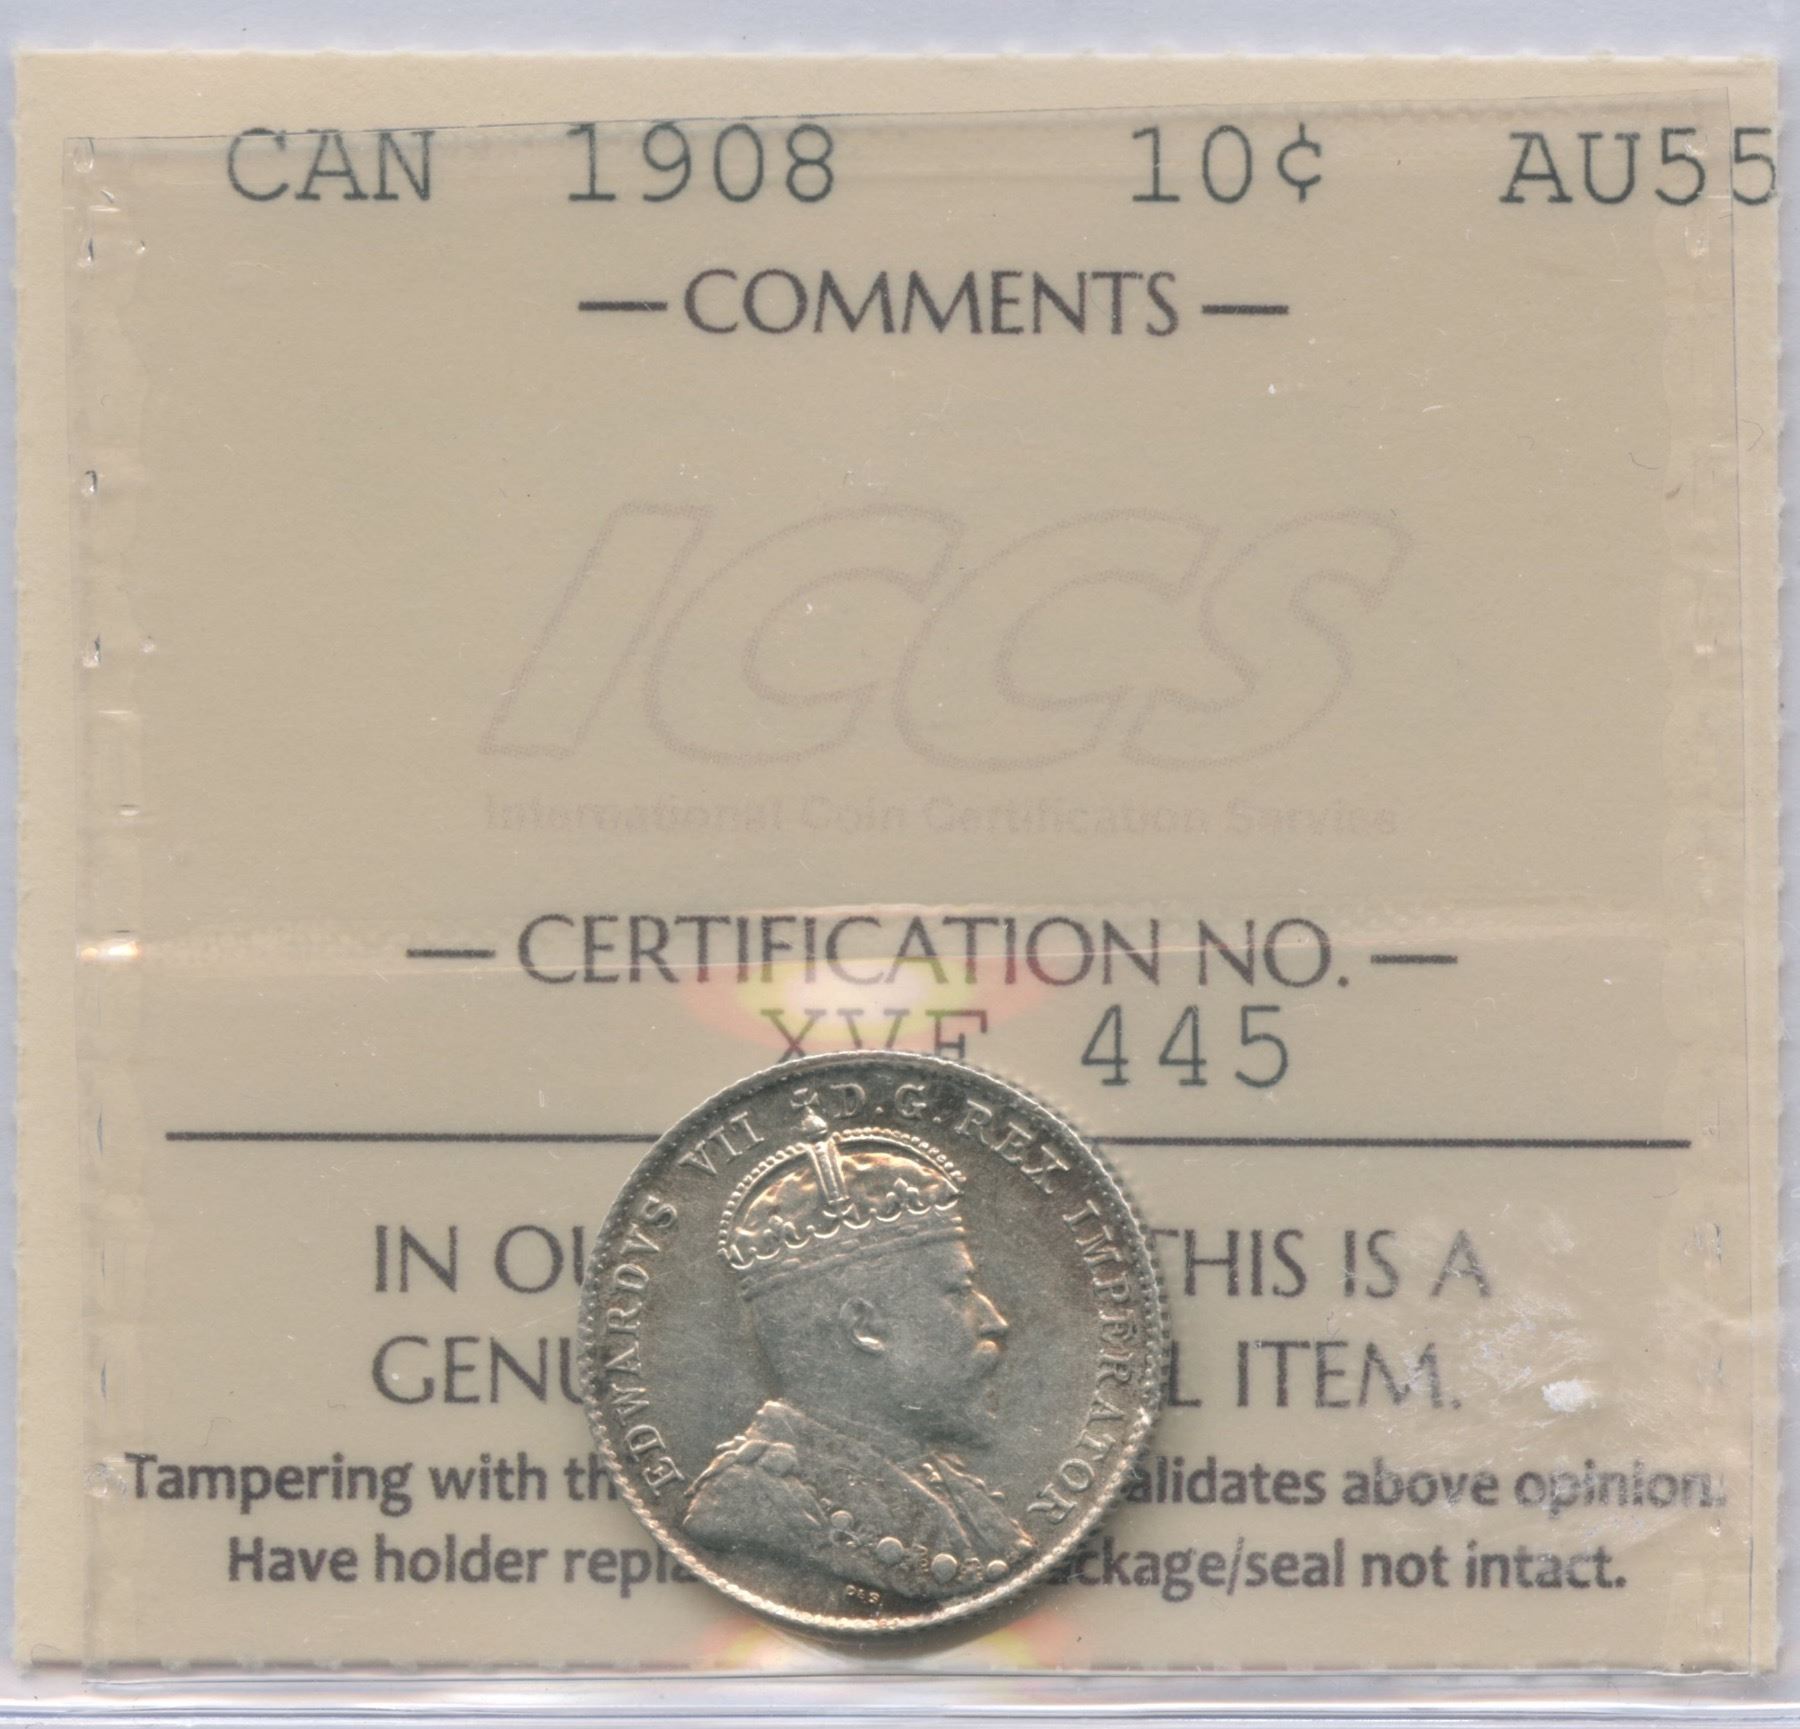 CAN 1908 10¢ AU55
— COMMENTS —
ICCS
International Coin Certification Service
— CERTIFICATION NO. —
XVF 445
EDWARDVS VII D.G. REX IMPERATOR
IN OU THIS IS A
GENU L ITEM.
Tampering with th alidates above opinion.
Have holder repla ckage/seal not intact.